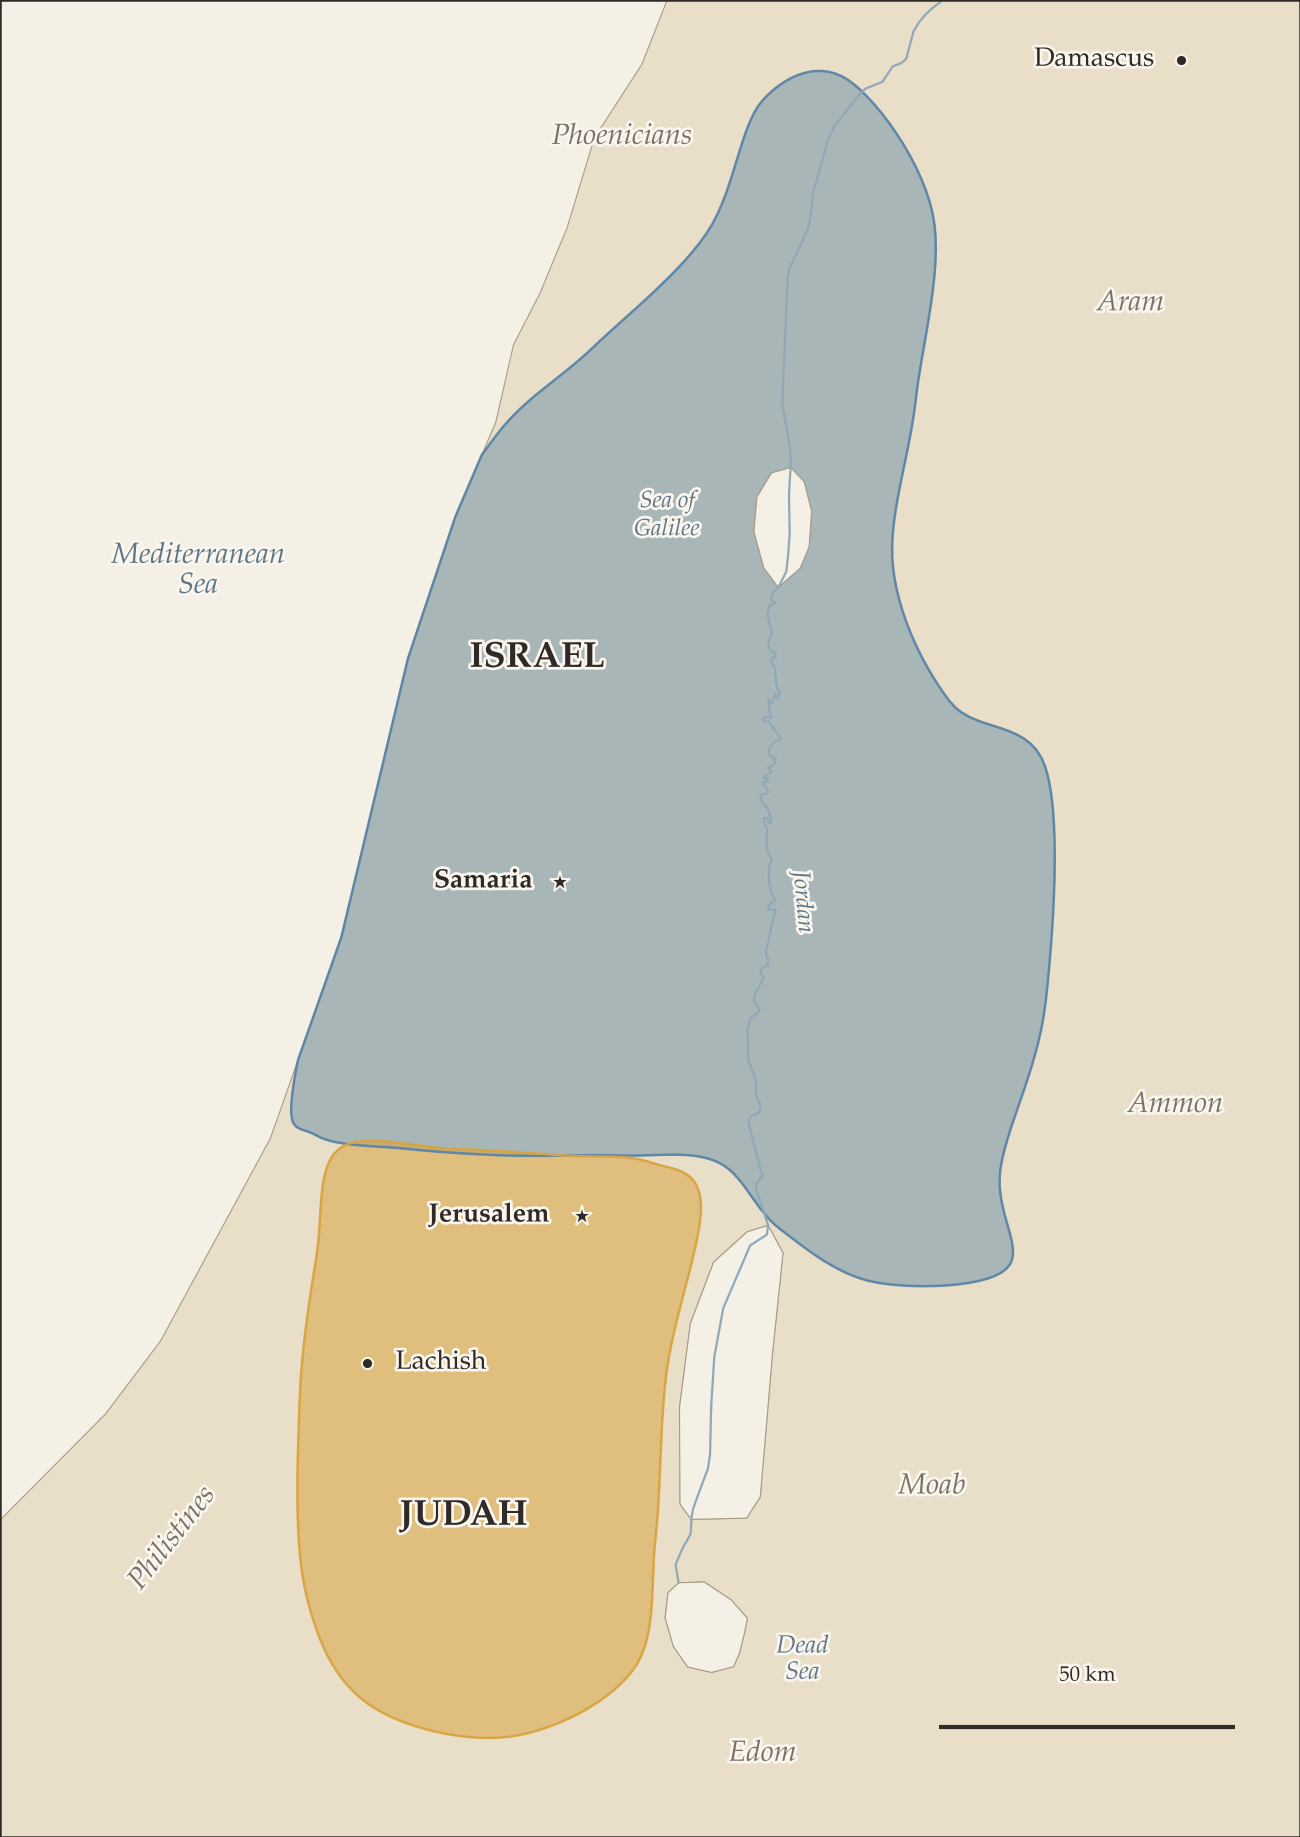 Damascus
Phoenicians
Aram
Sea of
Galilee
Mediterranean
Sea
ISRAEL
Samaria
Jordan
Ammon
Jerusalem
Lachish
Moab
JUDAH
Philistines
Dead
Sea
50 km
Edom